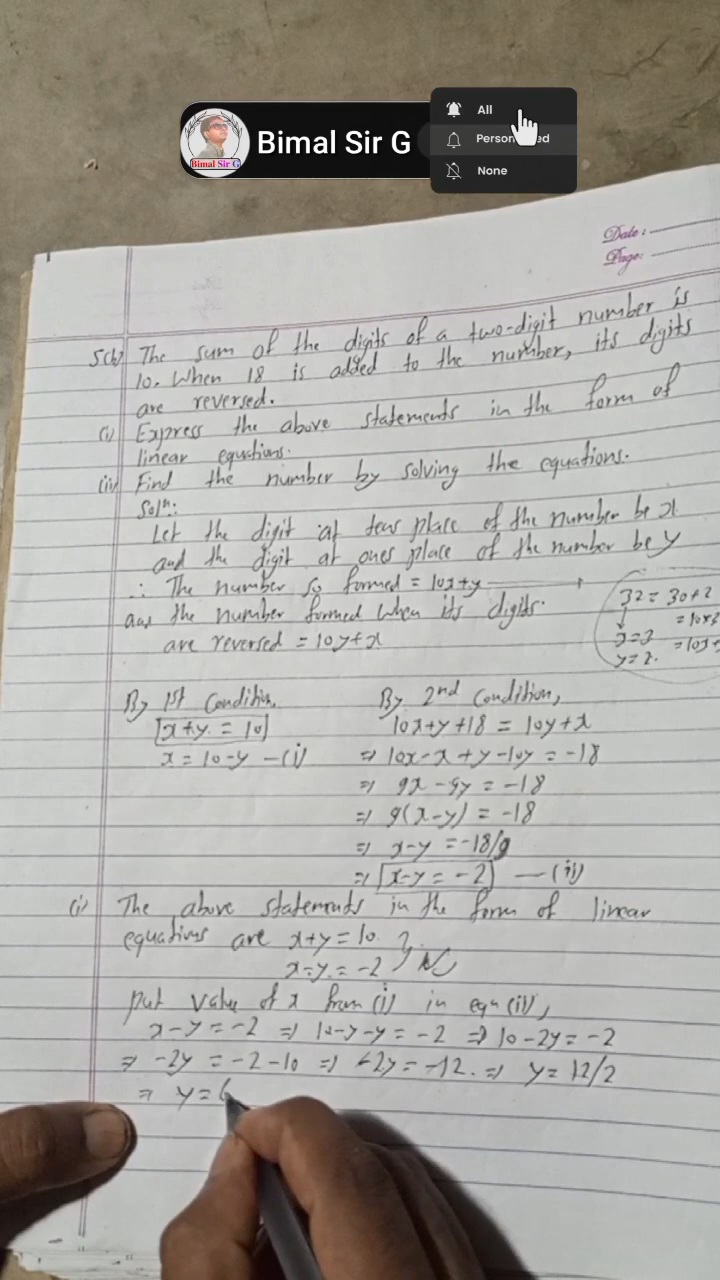 All
Bimal Sir G
Bimal Sir G
None
Date:
Page:
5(b) The sum of the digits of a two-digit number is
10. When 18 is added to the number, its digits
are reversed.
(i) Express the above statements in the form of
linear equations.
(ii) Find the number by solving the equations.
Solⁿ:
Let the digit at tens place of the number be x
and the digit at ones place of the number be y
∴ The number so formed = 10x+y
and the number formed when its digits.
are reversed = 10y+x
32 = 30+2
x=3
y=2.
By 1st Condition,
x+y = 10
x = 10-y -(i)
By 2nd Condition,
10x+y+18 = 10y+x
⇒ 10x-x+y-10y = -18
⇒ 9x-9y = -18
⇒ 9(x-y) = -18
⇒ x-y = -18/9
⇒ x-y = -2 -(ii)
(i) The above statements in the form of linear
equations are x+y=10
x-y = -2
put value of x from (i) in eqn (ii),
x-y=-2 ⇒ 10-y-y=-2 ⇒ 10-2y=-2
⇒ -2y = -2-10 ⇒ -2y=-12. ⇒ y=12/2
⇒ y=6